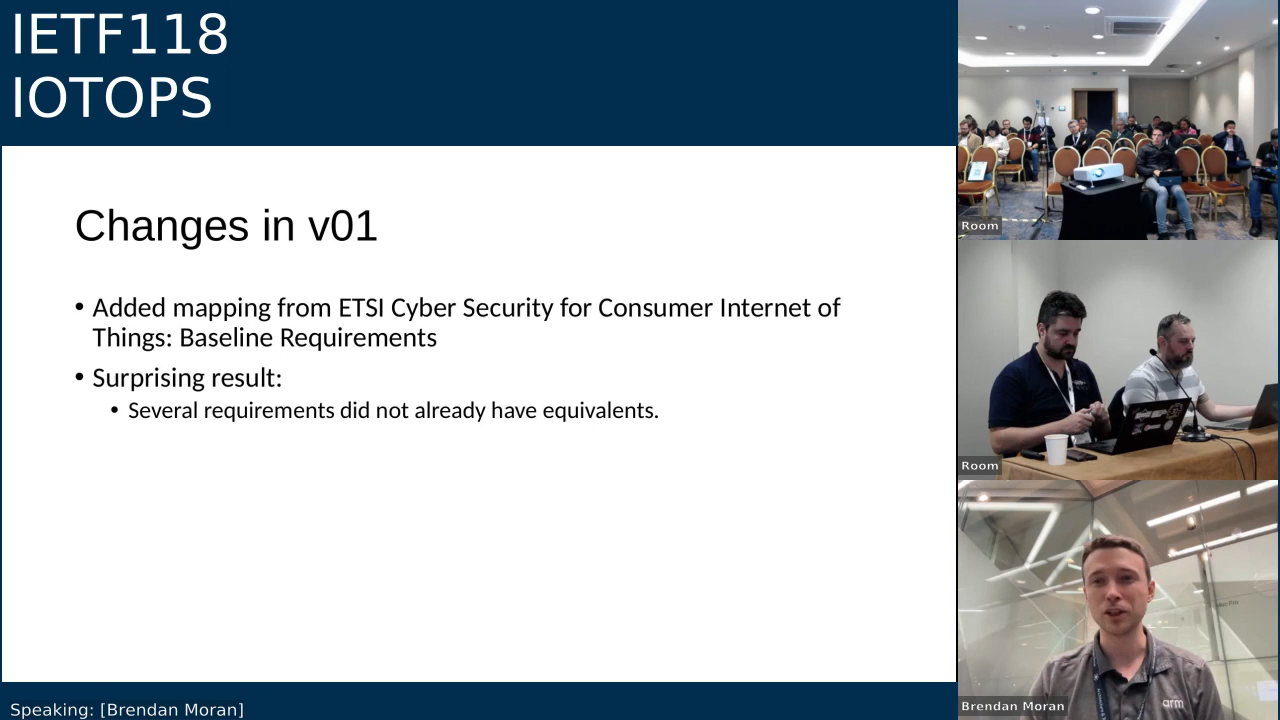 IETF118
IOTOPS
Changes in v01
• Added mapping from ETSI Cyber Security for Consumer Internet of
Things: Baseline Requirements
• Surprising result:
• Several requirements did not already have equivalents.
Speaking: [Brendan Moran]
Room
Room
Brendan Moran
arm